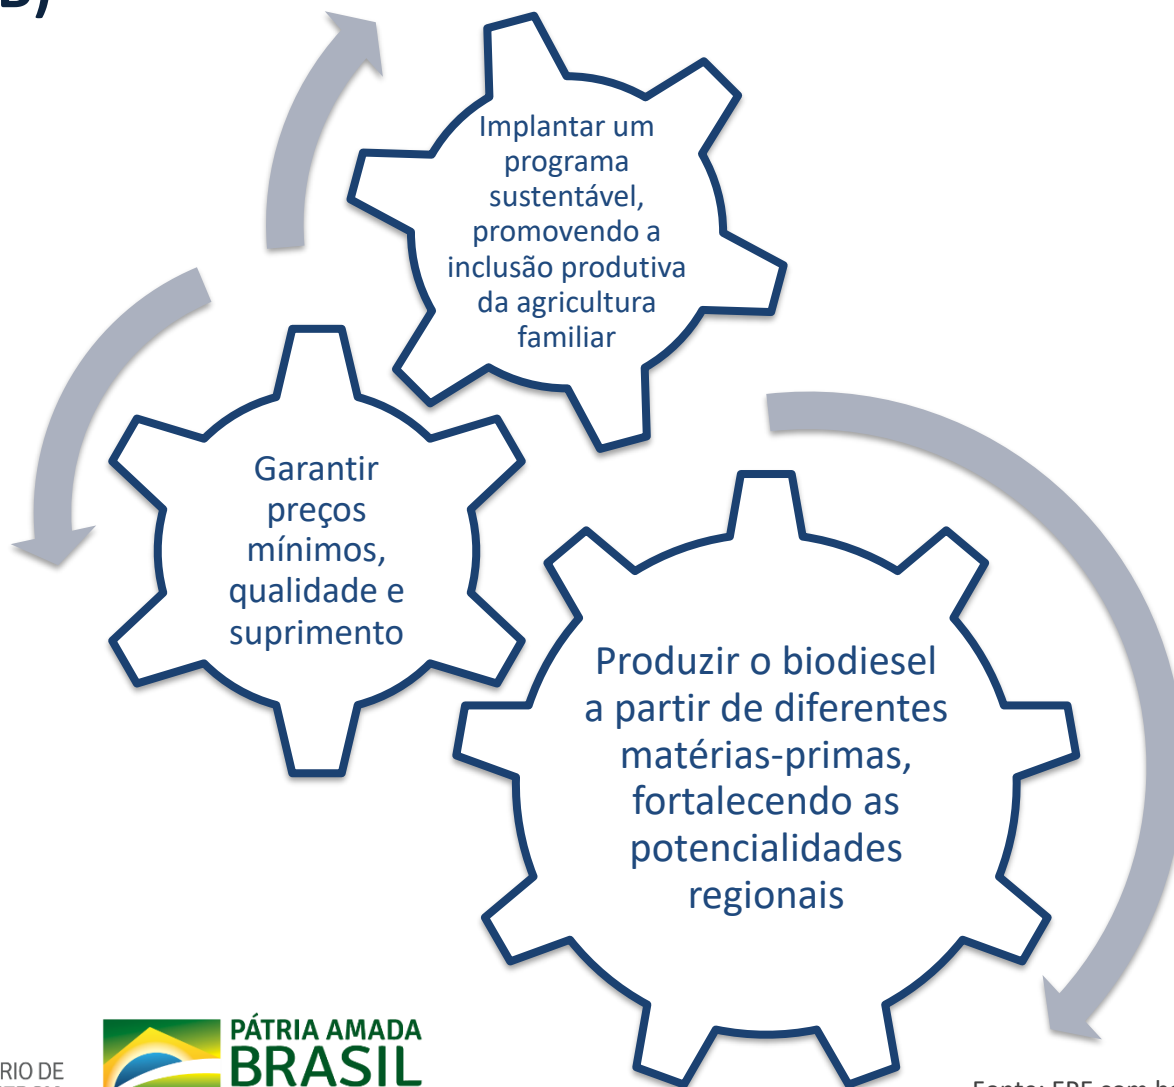 B)
Implantar um
programa
sustentável,
promovendo a
inclusão produtiva
da agricultura
familiar
Garantir
preços
mínimos,
qualidade e
suprimento
Produzir o biodiesel
a partir de diferentes
matérias-primas,
fortalecendo as
potencialidades
regionais
PÁTRIA AMADA
BRASIL
RIO DE